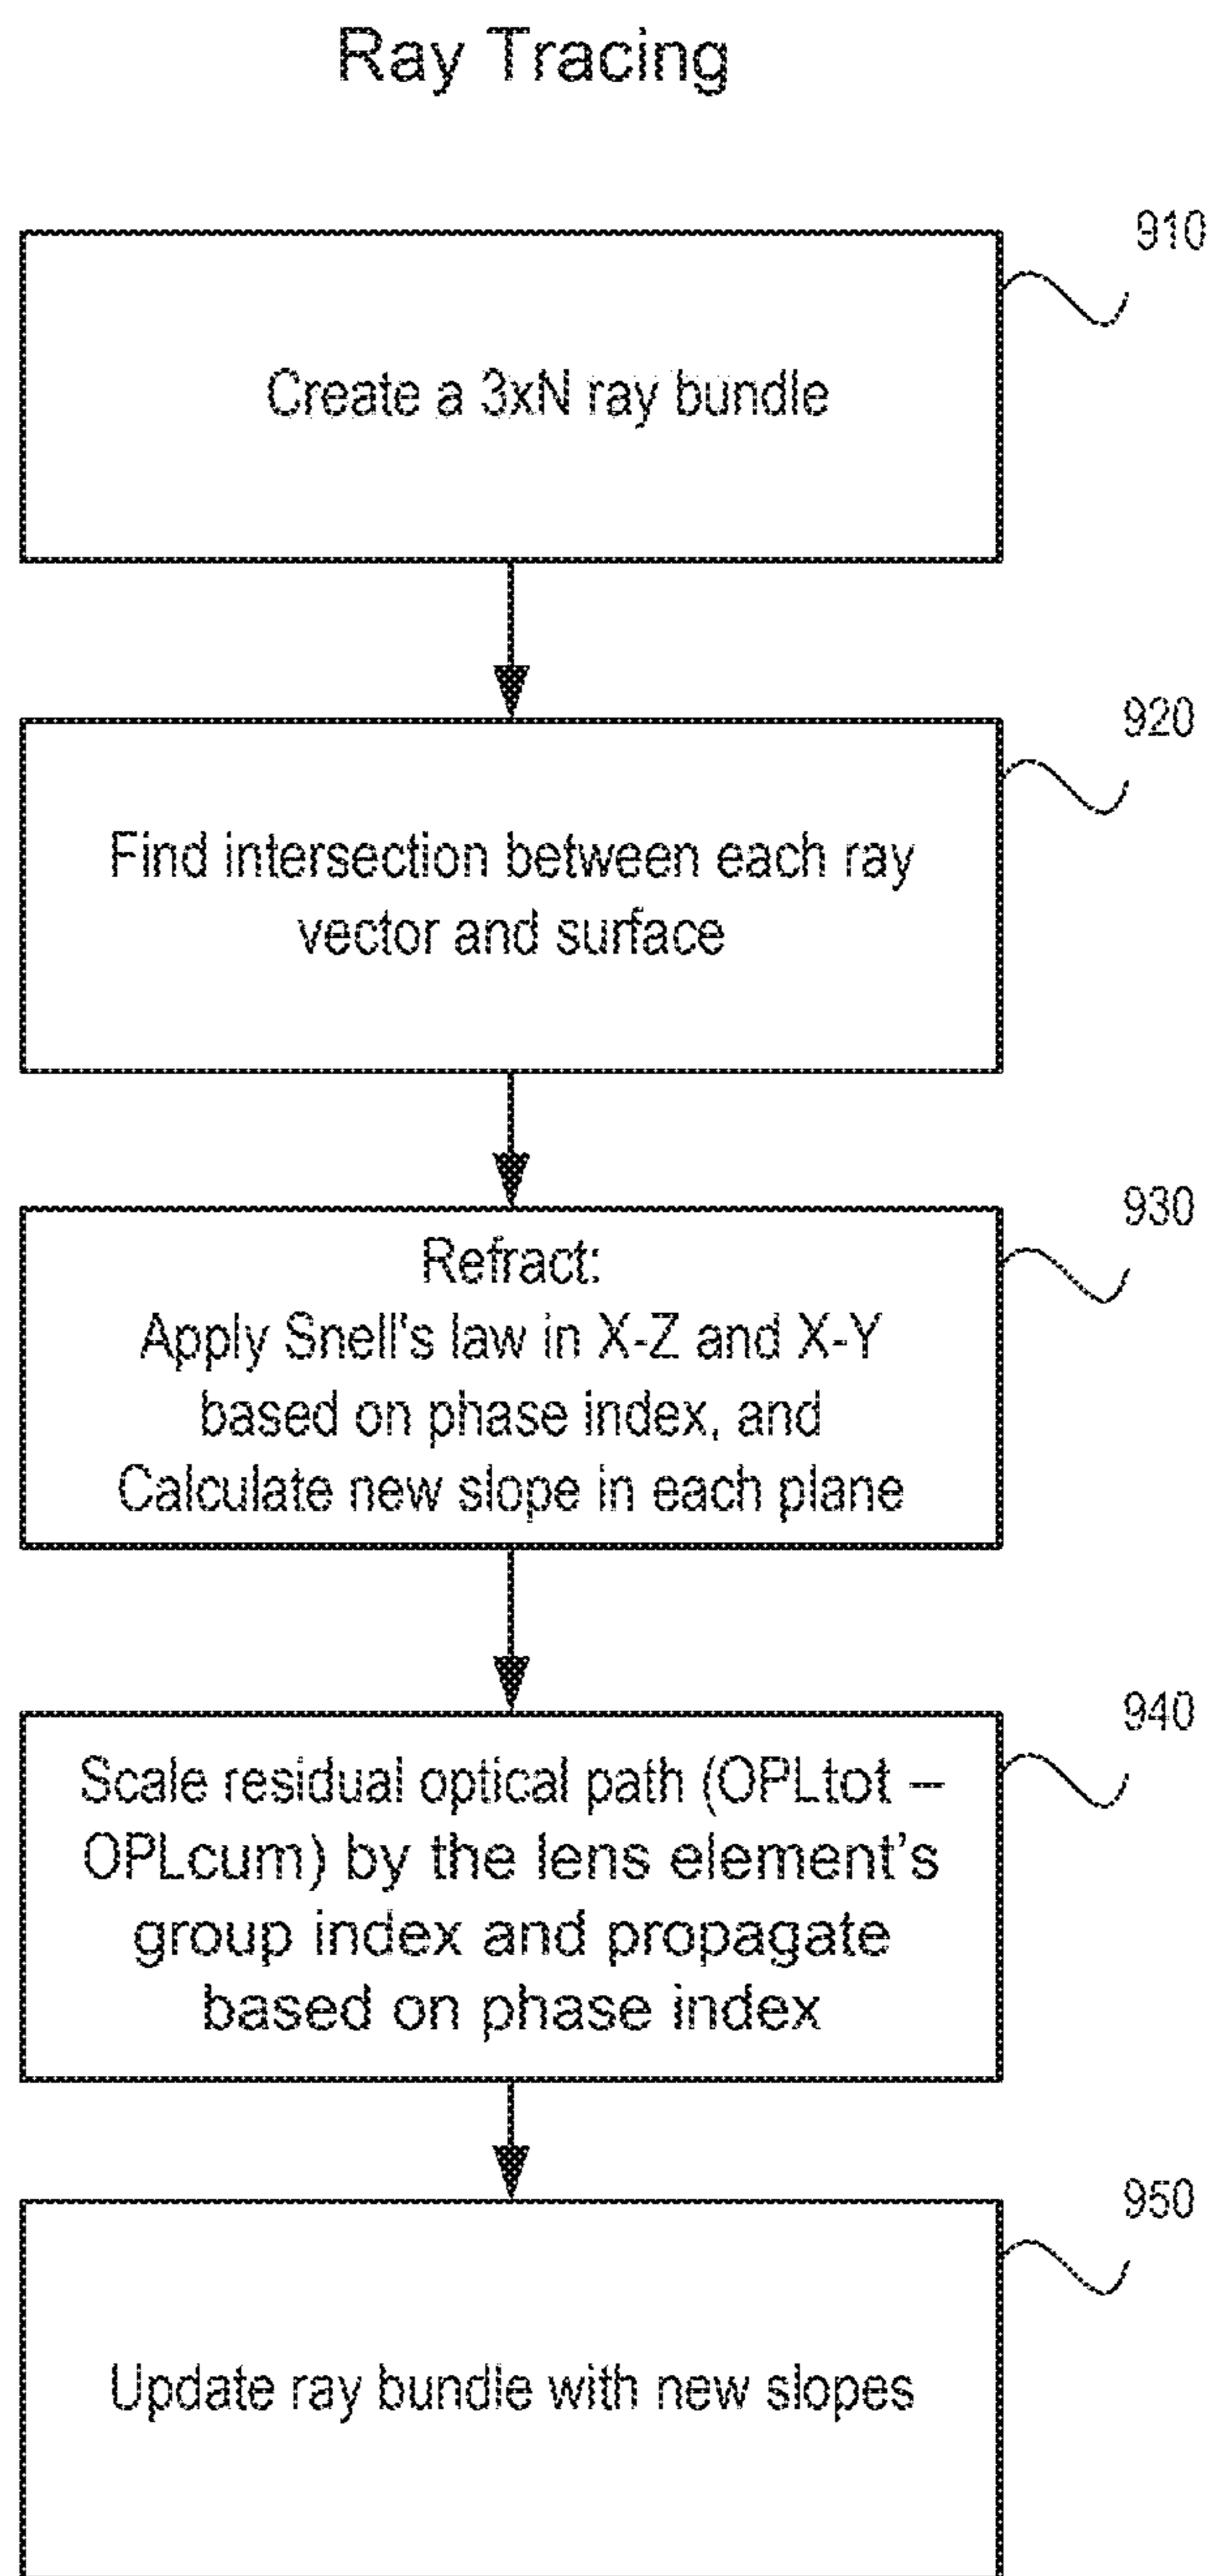 Ray Tracing
910
Create a 3xN ray bundle
920
Find intersection between each ray
vector and surface
930
Refract:
Apply Snell's law in X-Z and X-Y
based on phase index, and
Calculate new slope in each plane
940
Scale residual optical path (OPLtot –
OPLcum) by the lens element's
group index and propagate
based on phase index
950
Update ray bundle with new slopes